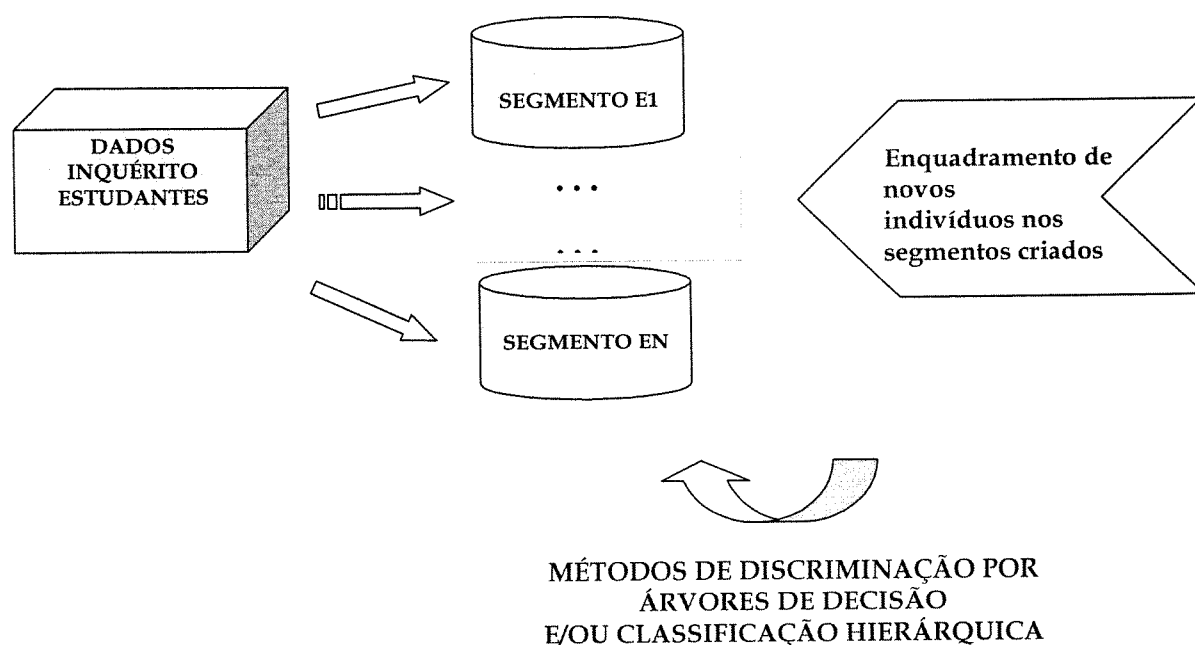 DADOS
INQUÉRITO
ESTUDANTES
SEGMENTO E1
. . .
. . .
SEGMENTO EN
Enquadramento de
novos
indivíduos nos
segmentos criados
MÉTODOS DE DISCRIMINAÇÃO POR
ÁRVORES DE DECISÃO
E/OU CLASSIFICAÇÃO HIERÁRQUICA